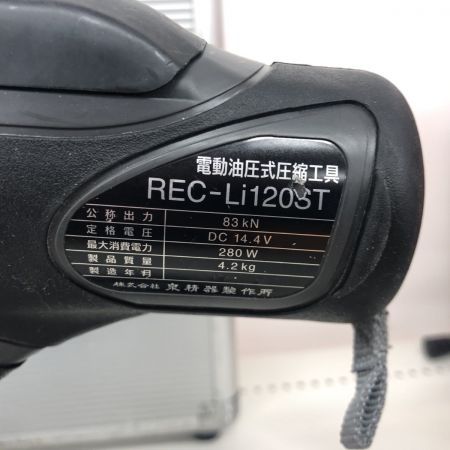 電動油圧式圧縮工具
REC-Li120ST
公称出力 83kN
定格電圧 DC 14.4V
最大消費電力 280W
製品質量 4.2kg
製造年月
株式会社 泉精器製作所